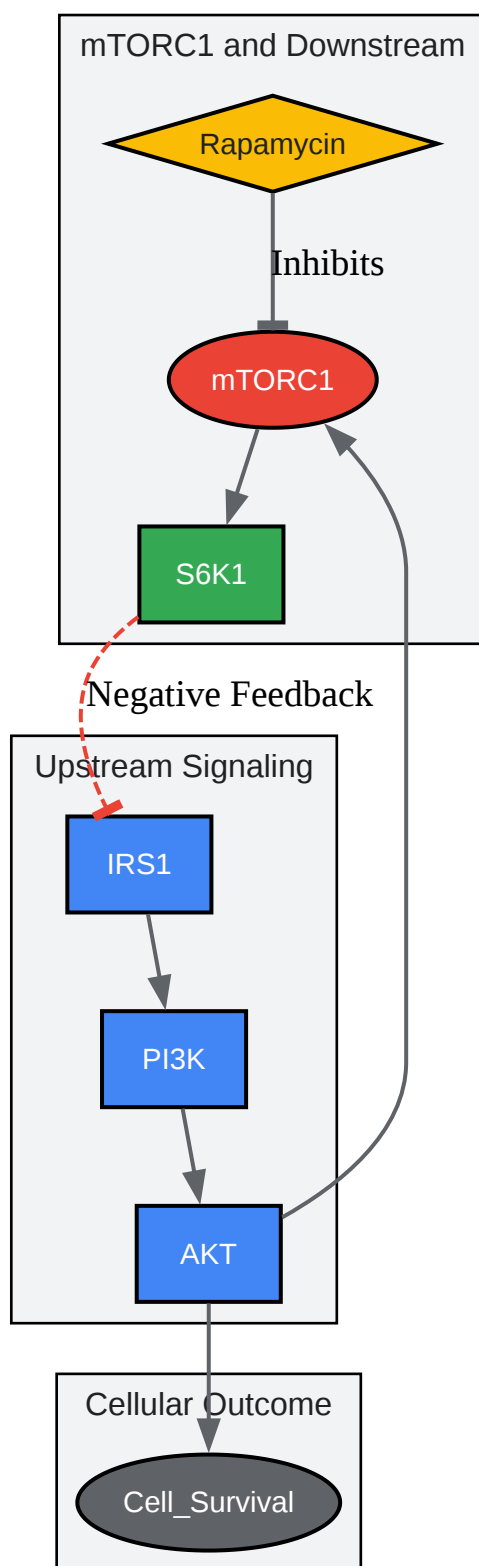 mTORC1 and Downstream
Rapamycin
Inhibits
mTORC1
S6K1
Negative Feedback
Upstream Signaling
IRS1
PI3K
AKT
Cellular Outcome
Cell_Survival